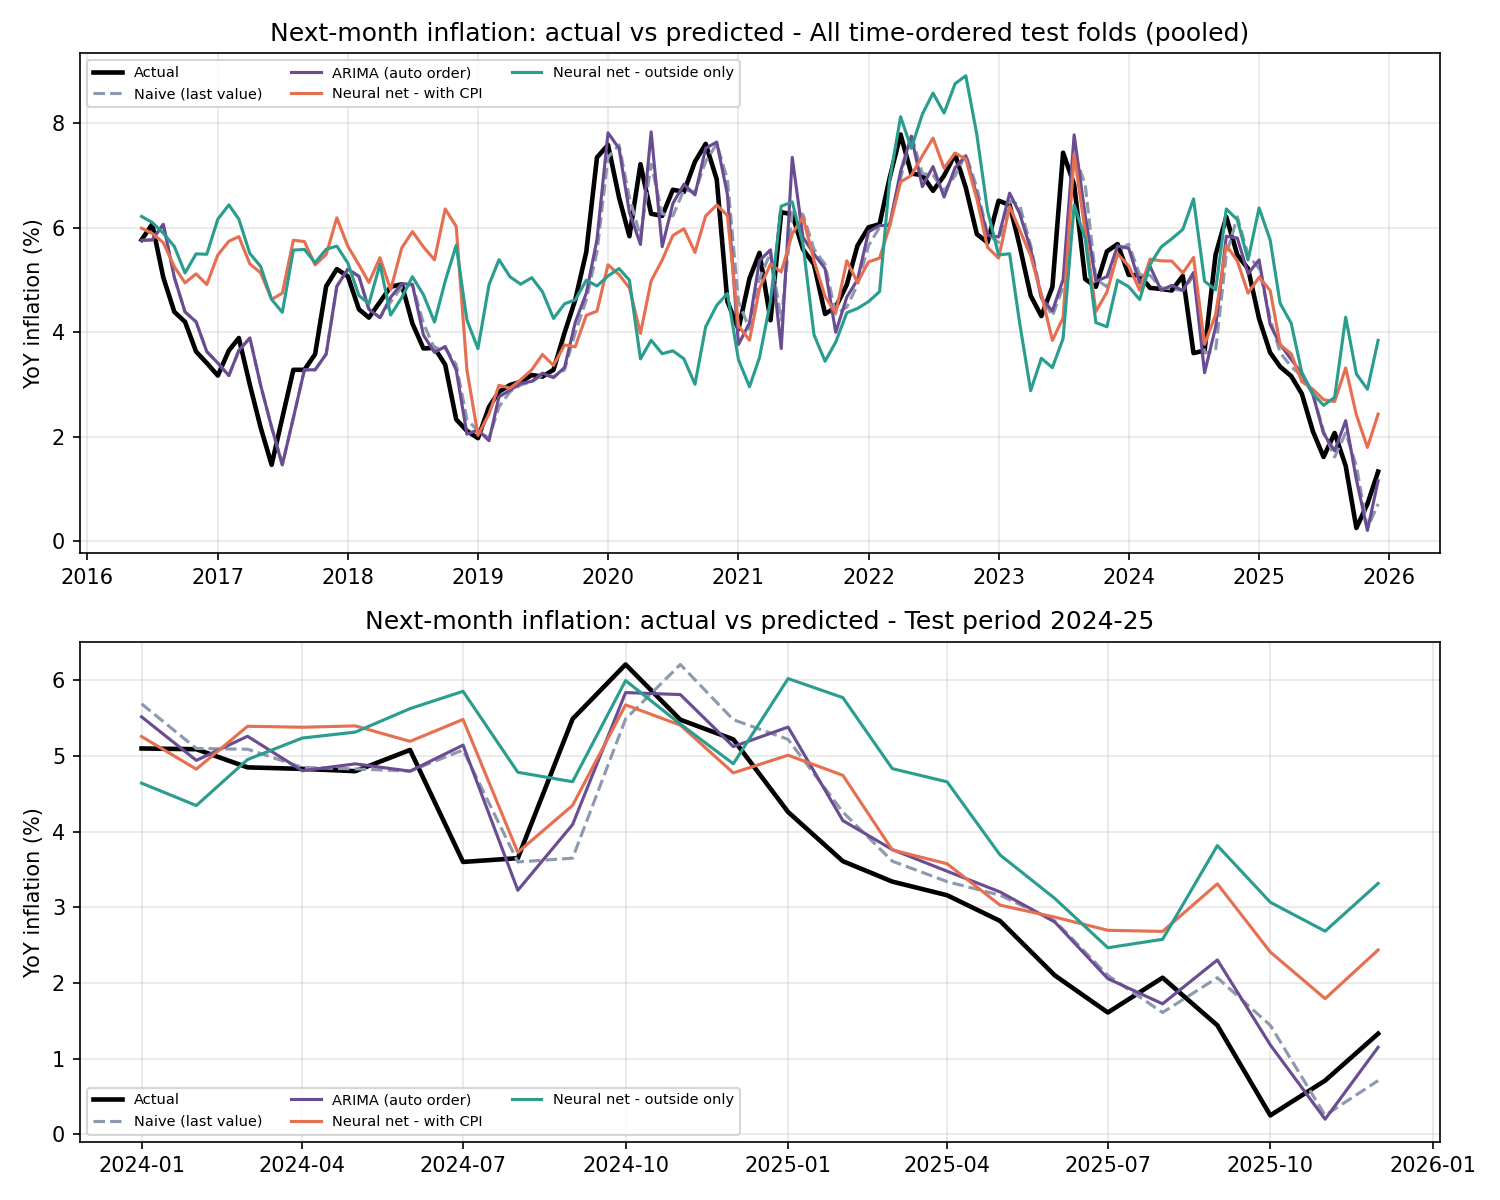 Next-month inflation: actual vs predicted - All time-ordered test folds (pooled)
Actual
Naive (last value)
ARIMA (auto order)
Neural net - with CPI
Neural net - outside only
YoY inflation (%)
8
6
4
2
0
2016 2017 2018 2019 2020 2021 2022 2023 2024 2025 2026
Next-month inflation: actual vs predicted - Test period 2024-25
YoY inflation (%)
6
5
4
3
2
1
0
Actual
Naive (last value)
ARIMA (auto order)
Neural net - with CPI
Neural net - outside only
2024-01 2024-04 2024-07 2024-10 2025-01 2025-04 2025-07 2025-10 2026-01